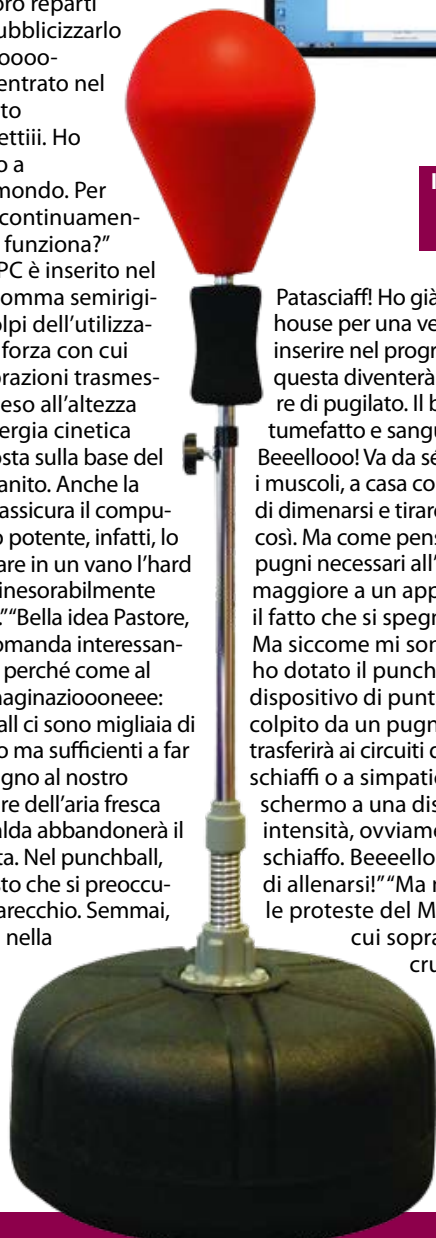 oro reparti
ubblicizzarlo
oooo-
entrato nel
to
ettiii. Ho
o a
mondo. Per
continuamen-
funziona?”
PC è inserito nel
omma semirigi-
olpi dell’utilizza-
forza con cui
orazioni trasmes-
eso all’altezza
ergia cinetica
osta sulla base del
anito. Anche la
assicura il compu-
o potente, infatti, lo
are in un vano l’hard
inesorabilmente
.”“Bella idea Pastore,
omanda interessan-
perché come al
maginazioooneee:
all ci sono migliaia di
o ma sufficienti a far
gno al nostro
re dell’aria fresca
alda abbandonerà il
ta. Nel punchball,
sto che si preoccu-
arecchio. Semmai,
nella
Patasciaff! Ho già
house per una ve
inserire nel progr
questa diventerà
re di pugilato. Il b
tumefatto e sangu
Beeellooo! Va da sé
i muscoli, a casa co
di dimenarsi e tirare
così. Ma come pens
pugni necessari all’
maggiore a un app
il fatto che si spegn
Ma siccome mi son
ho dotato il punch
dispositivo di punt
colpito da un pugn
trasferirà ai circuiti d
schiaffi o a simpatic
schermo a una dis
intensità, ovviame
schiaffo. Beeeello
di allenarsi!”“Ma n
le proteste del M
cui sopra
cru